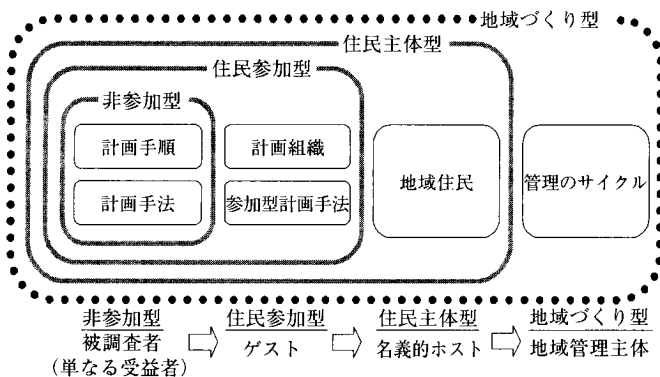 地域づくり型
住民主体型
住民参加型
非参加型
計画手順
計画組織
地域住民
管理のサイクル
計画手法
参加型計画手法
非参加型 住民参加型 住民主体型 地域づくり型
被調査者 ゲスト 名義的ホスト 地域管理主体
(単なる受益者)